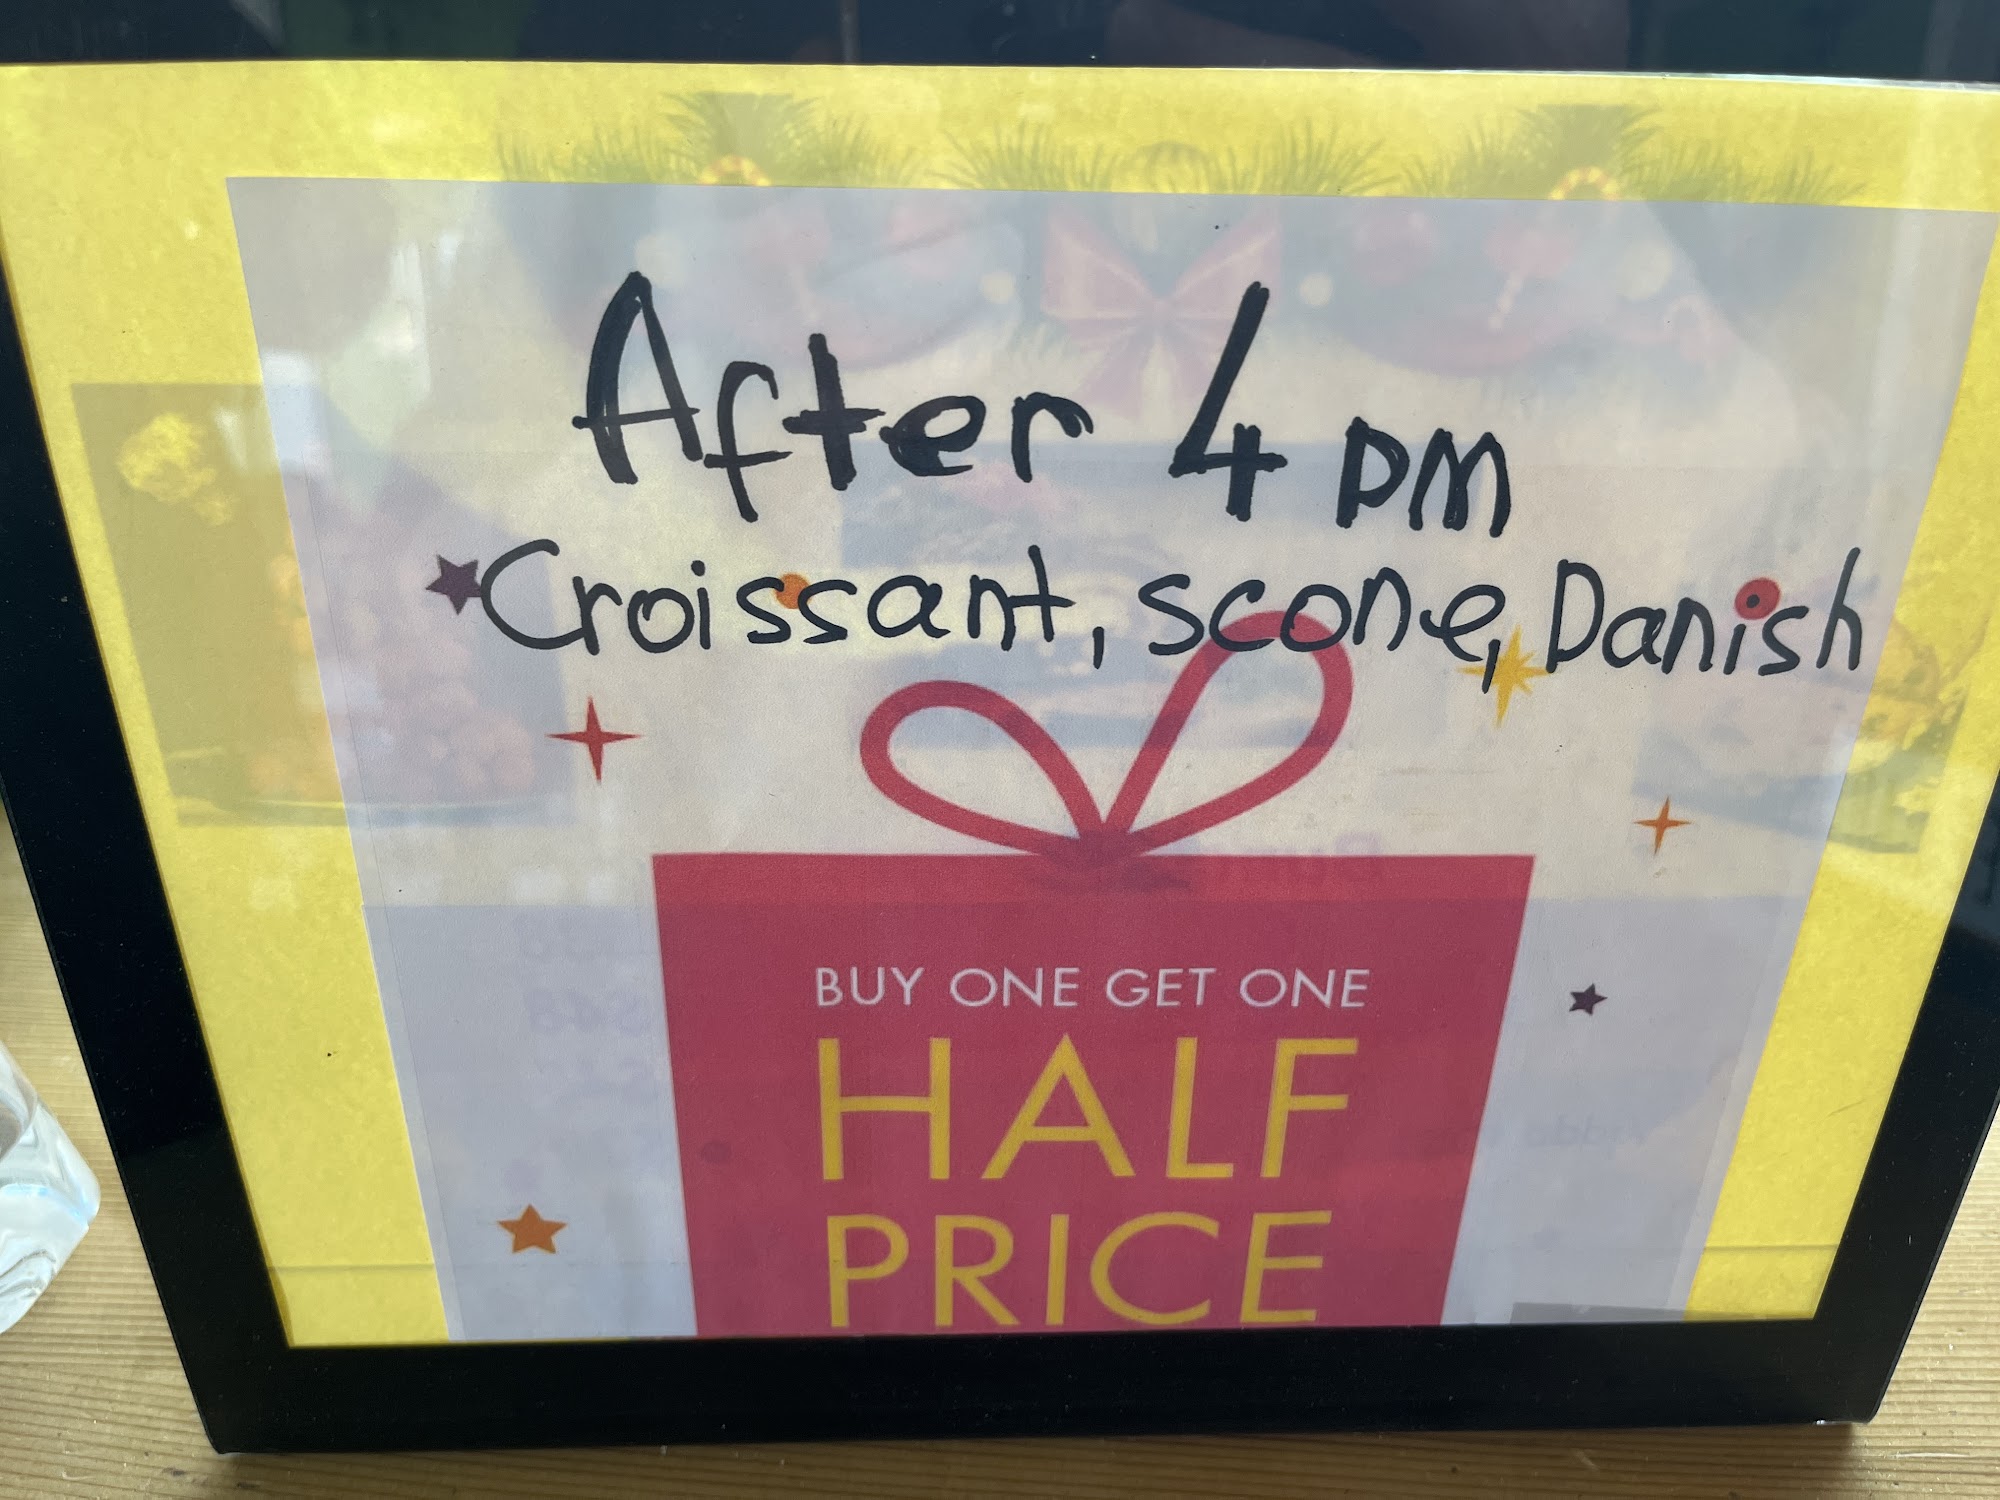 After 4 pm
Croissant, scone, Danish
BUY ONE GET ONE
HALF
PRICE